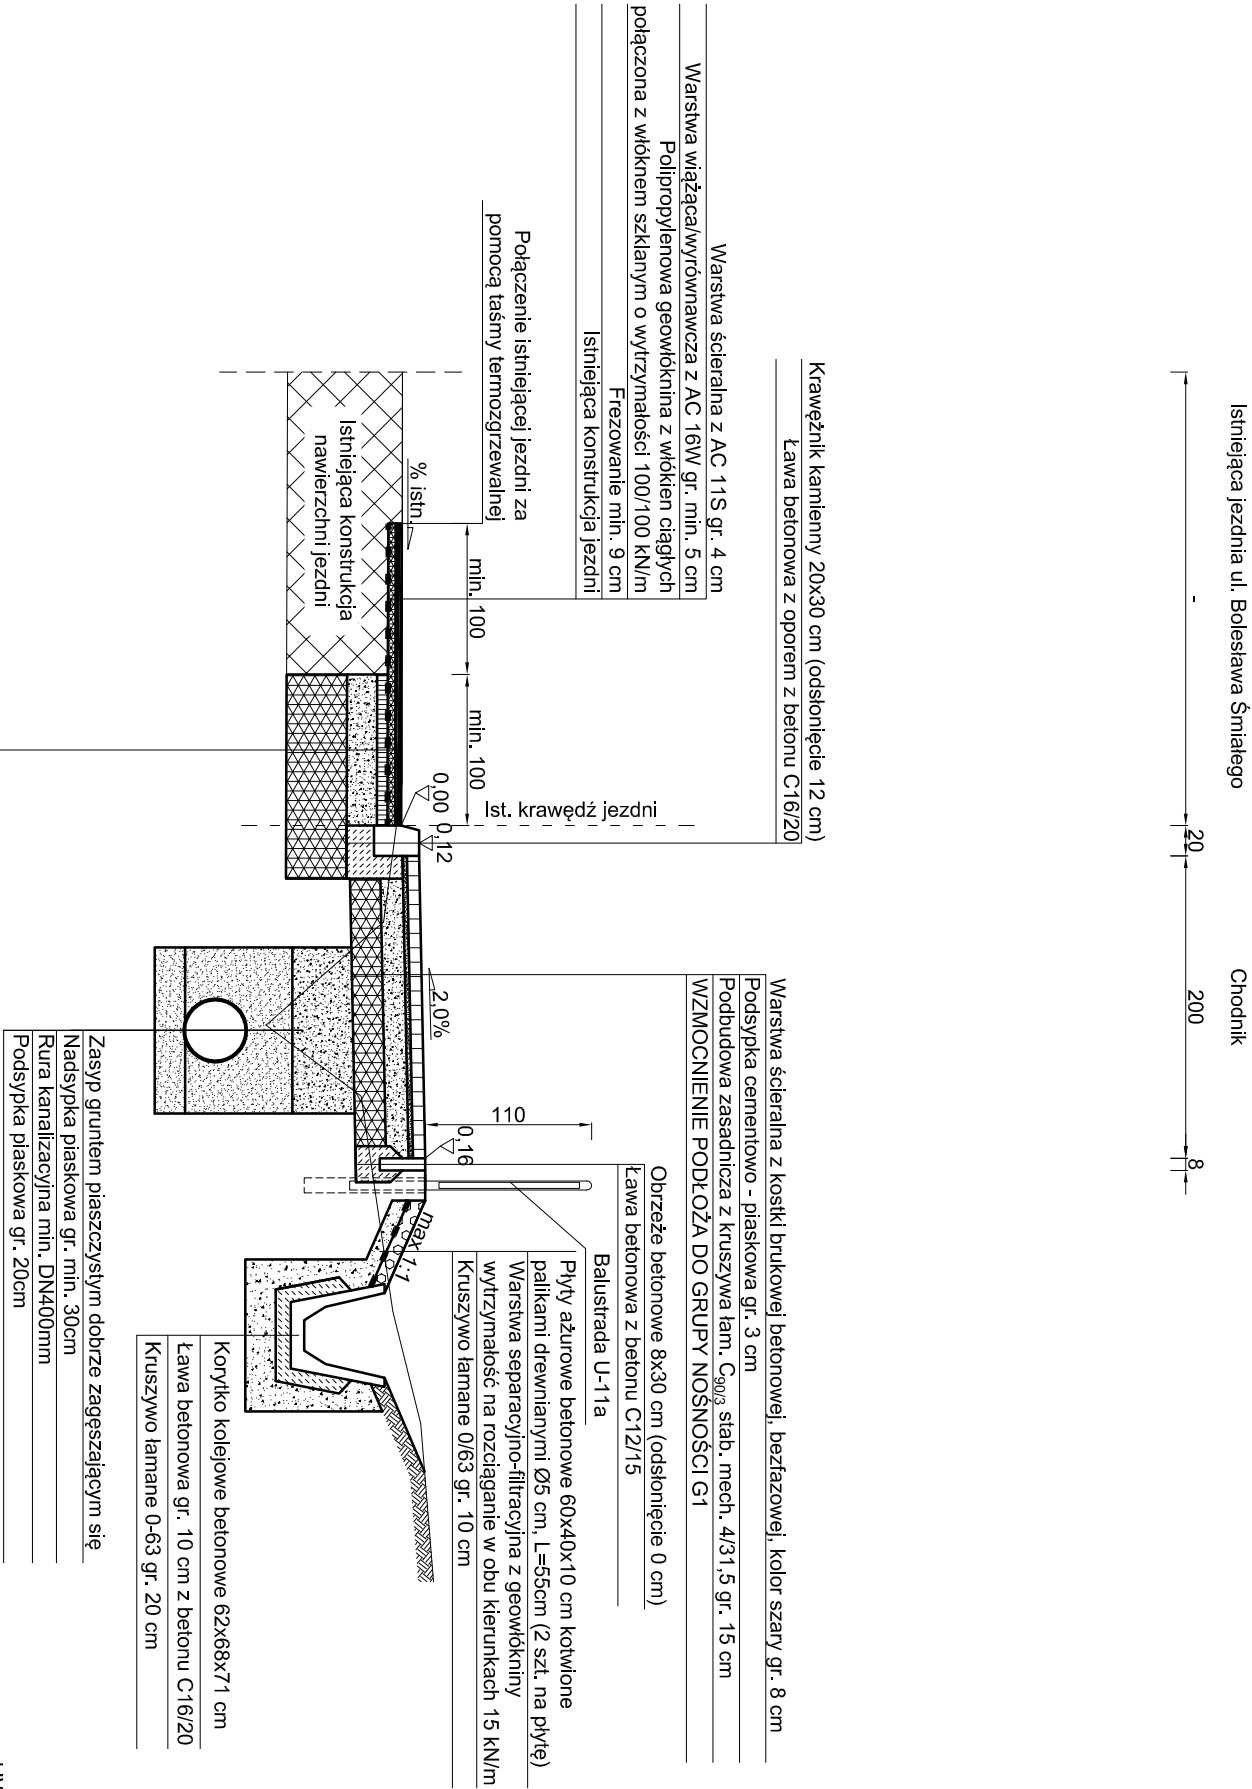 Istniejąca jezdnia ul. Bolesława Śmiałego
Chodnik
-
20
200
8
Krawężnik kamienny 20x30 cm (odsłonięcie 12 cm)
Ława betonowa z oporem z betonu C16/20
Warstwa ścieralna z AC 11S gr. 4 cm
Warstwa wiążąca/wyrównawcza z AC 16W gr. min. 5 cm
Polipropylenowa geowłóknina z włókien ciągłych
połączona z włóknem szklanym o wytrzymałości 100/100 kN/m
Frezowanie min. 9 cm
Istniejąca konstrukcja jezdni
Połączenie istniejącej jezdni za
pomocą taśmy termozgrzewalnej
Warstwa ścieralna z kostki brukowej betonowej, bezfazowej, kolor szary gr. 8 cm
Podsypka cementowo - piaskowa gr. 3 cm
Podbudowa zasadnicza z kruszywa łam. C90/3 stab. mech. 4/31,5 gr. 15 cm
WZMOCNIENIE PODŁOŻA DO GRUPY NOŚNOŚCI G1
Obrzeże betonowe 8x30 cm (odsłonięcie 0 cm)
Ława betonowa z betonu C12/15
Balustrada U-11a
Płyty ażurowe betonowe 60x40x10 cm kotwione
palikami drewnianymi Ø5 cm, L=55cm (2 szt. na płytę)
Warstwa separacyjno-filtracyjna z geowłókniny
wytrzymałość na rozciąganie w obu kierunkach 15 kN/m
Kruszywo łamane 0/63 gr. 10 cm
Ist. krawędź jezdni
min. 100
min. 100
110
% istn.
0,00
0,12
2,0%
0,16
max 1:1
Istniejąca konstrukcja
nawierzchni jezdni
Korytko kolejowe betonowe 62x68x71 cm
Ława betonowa gr. 10 cm z betonu C16/20
Kruszywo łamane 0-63 gr. 20 cm
Zasyp gruntem piaszczystym dobrze zagęszczającym się
Nadsypka piaskowa gr. min. 30cm
Rura kanalizacyjna min. DN400mm
Podsypka piaskowa gr. 20cm